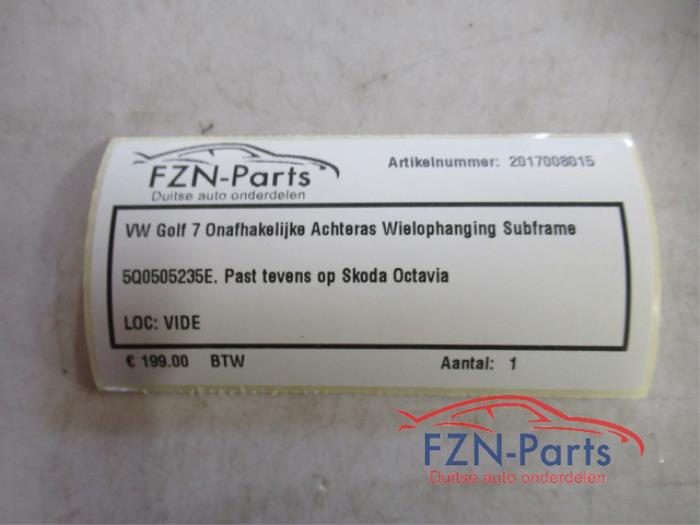 FZN-Parts
Duitse auto onderdelen
Artikelnummer: 2017008015
VW Golf 7 Onafhakelijke Achteras Wielophanging Subframe
5Q0505235E. Past tevens op Skoda Octavia
LOC: VIDE
€ 199.00 BTW Aantal: 1
FZN-Parts
Duitse auto onderdelen